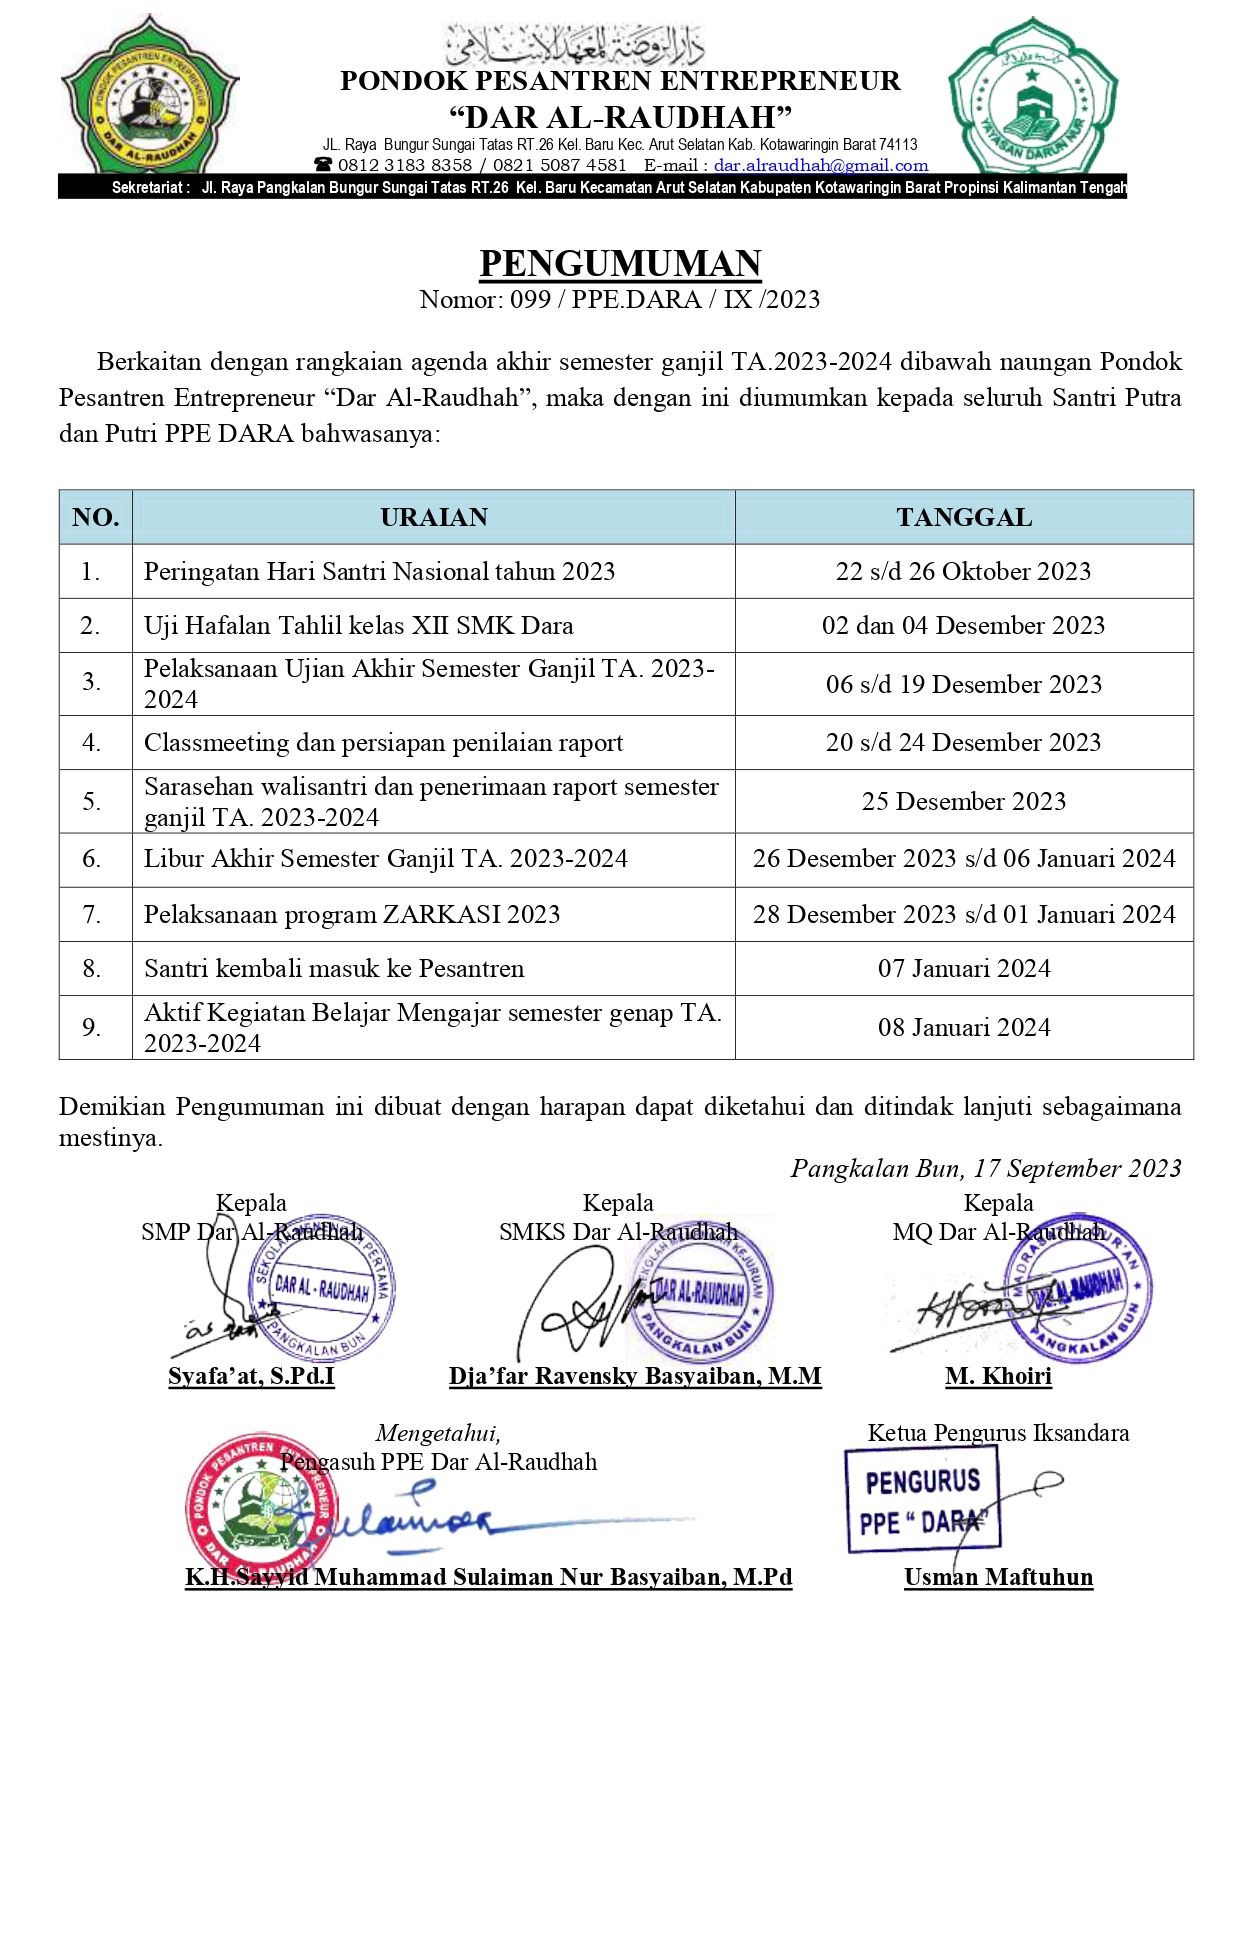 دار الروضة للمعهد الإسلامي
PONDOK PESANTREN ENTREPRENEUR
“DAR AL-RAUDHAH”
JL. Raya Bungur Sungai Tatas RT.26 Kel. Baru Kec. Arut Selatan Kab. Kotawaringin Barat 74113
☎ 0812 3183 8358 / 0821 5087 4581 E-mail : dar.alraudhah@gmail.com
Sekretariat : Jl. Raya Pangkalan Bungur Sungai Tatas RT.26 Kel. Baru Kecamatan Arut Selatan Kabupaten Kotawaringin Barat Propinsi Kalimantan Tengah
PONDOK PESANTREN ENTREPRENEUR
DAR AL-RAUDHAH
YAYASAN DARUN NUR
PENGUMUMAN
Nomor: 099 / PPE.DARA / IX /2023
Berkaitan dengan rangkaian agenda akhir semester ganjil TA.2023-2024 dibawah naungan Pondok
Pesantren Entrepreneur “Dar Al-Raudhah”, maka dengan ini diumumkan kepada seluruh Santri Putra
dan Putri PPE DARA bahwasanya:
NO. URAIAN TANGGAL
1. Peringatan Hari Santri Nasional tahun 2023 22 s/d 26 Oktober 2023
2. Uji Hafalan Tahlil kelas XII SMK Dara 02 dan 04 Desember 2023
3. Pelaksanaan Ujian Akhir Semester Ganjil TA. 2023-
2024 06 s/d 19 Desember 2023
4. Classmeeting dan persiapan penilaian raport 20 s/d 24 Desember 2023
5. Sarasehan walisantri dan penerimaan raport semester
ganjil TA. 2023-2024 25 Desember 2023
6. Libur Akhir Semester Ganjil TA. 2023-2024 26 Desember 2023 s/d 06 Januari 2024
7. Pelaksanaan program ZARKASI 2023 28 Desember 2023 s/d 01 Januari 2024
8. Santri kembali masuk ke Pesantren 07 Januari 2024
9. Aktif Kegiatan Belajar Mengajar semester genap TA.
2023-2024 08 Januari 2024
Demikian Pengumuman ini dibuat dengan harapan dapat diketahui dan ditindak lanjuti sebagaimana
mestinya.
Pangkalan Bun, 17 September 2023
Kepala Kepala Kepala
SMP Dar Al-Raudhah SMKS Dar Al-Raudhah MQ Dar Al-Raudhah
SEKOLAH MENENGAH PERTAMA
DAR AL - RAUDHAH
PANGKALAN BUN
SEKOLAH MENENGAH KEJURUAN
DAR AL-RAUDHAH
PANGKALAN BUN
MADRASATUL QUR'AN
DAR AL-RAUDHAH
PANGKALAN BUN
Syafa’at, S.Pd.I Dja’far Ravensky Basyaiban, M.M M. Khoiri
Mengetahui, Ketua Pengurus Iksandara
Pengasuh PPE Dar Al-Raudhah
PONDOK PESANTREN ENTREPRENEUR
DAR AL-RAUDHAH
PENGURUS
PPE “ DARA”
K.H.Sayyid Muhammad Sulaiman Nur Basyaiban, M.Pd Usman Maftuhun